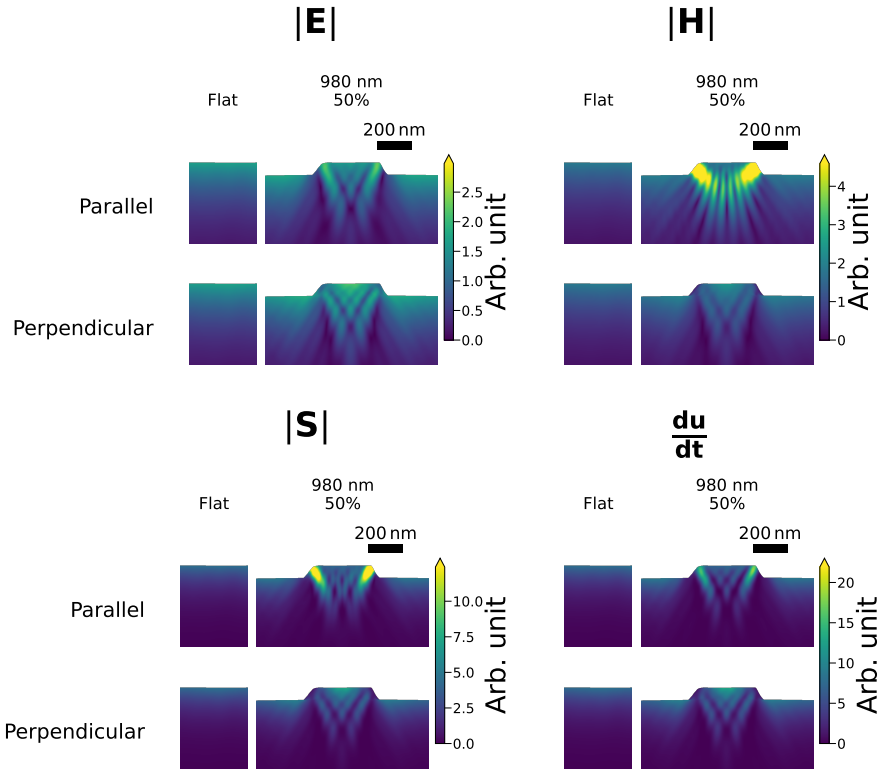 |E|
980 nm
Flat 50%
200 nm
Parallel
Perpendicular
2.5
2.0
1.5
1.0
0.5
0.0
Arb. unit
|H|
980 nm
Flat 50%
200 nm
4
3
2
1
0
Arb. unit
|S|
980 nm
Flat 50%
200 nm
Parallel
Perpendicular
10.0
7.5
5.0
2.5
0.0
Arb. unit
du
dt
980 nm
Flat 50%
200 nm
20
15
10
5
0
Arb. unit